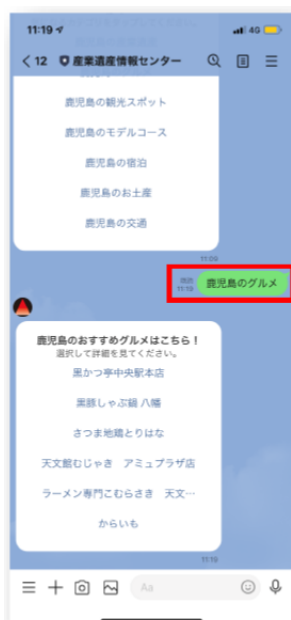 11:19
4G
12 産業遺産情報センター
鹿児島の観光スポット
鹿児島のモデルコース
鹿児島の宿泊
鹿児島のお土産
鹿児島の交通
11:09
既読
11:19
鹿児島のグルメ
鹿児島のおすすめグルメはこちら!
選択して詳細を見てください。
黒かつ亭中央駅本店
黒豚しゃぶ鍋 八幡
さつま地鶏とりはな
天文館むじゃき アミュプラザ店
ラーメン専門こむらさき 天文…
からいも
11:19
Aa